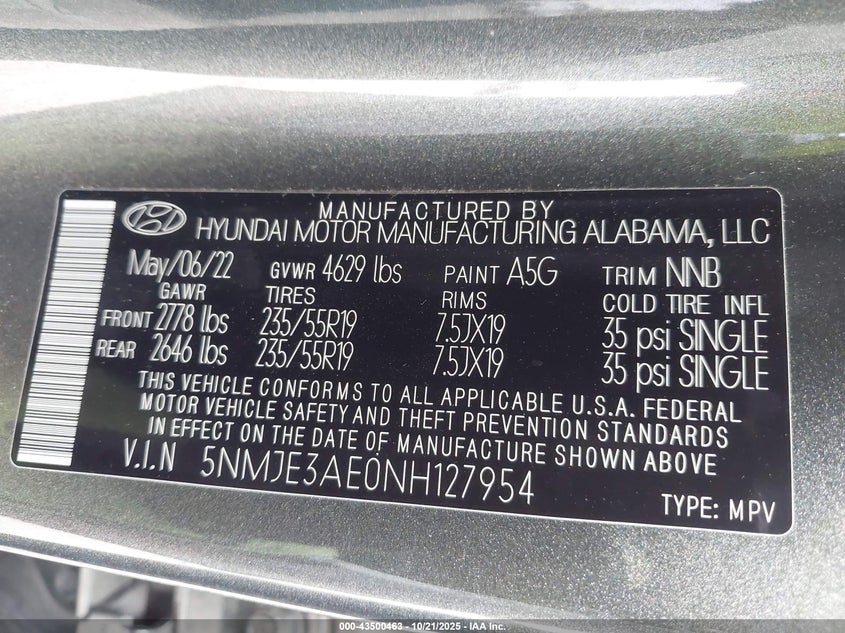 MANUFACTURED BY
HYUNDAI MOTOR MANUFACTURING ALABAMA, LLC
May/06/22 GVWR 4629 lbs PAINT A5G TRIM NNB
GAWR TIRES RIMS COLD TIRE INFL
FRONT 2778 lbs 235/55R19 7.5JX19 35 psi SINGLE
REAR 2646 lbs 235/55R19 7.5JX19 35 psi SINGLE
THIS VEHICLE CONFORMS TO ALL APPLICABLE U.S.A. FEDERAL
MOTOR VEHICLE SAFETY AND THEFT PREVENTION STANDARDS
IN EFFECT ON THE DATE OF MANUFACTURE SHOWN ABOVE
V.I.N 5NMJE3AE0NH127954
TYPE: MPV
000-43500463 - 10/21/2025 - IAA Inc.